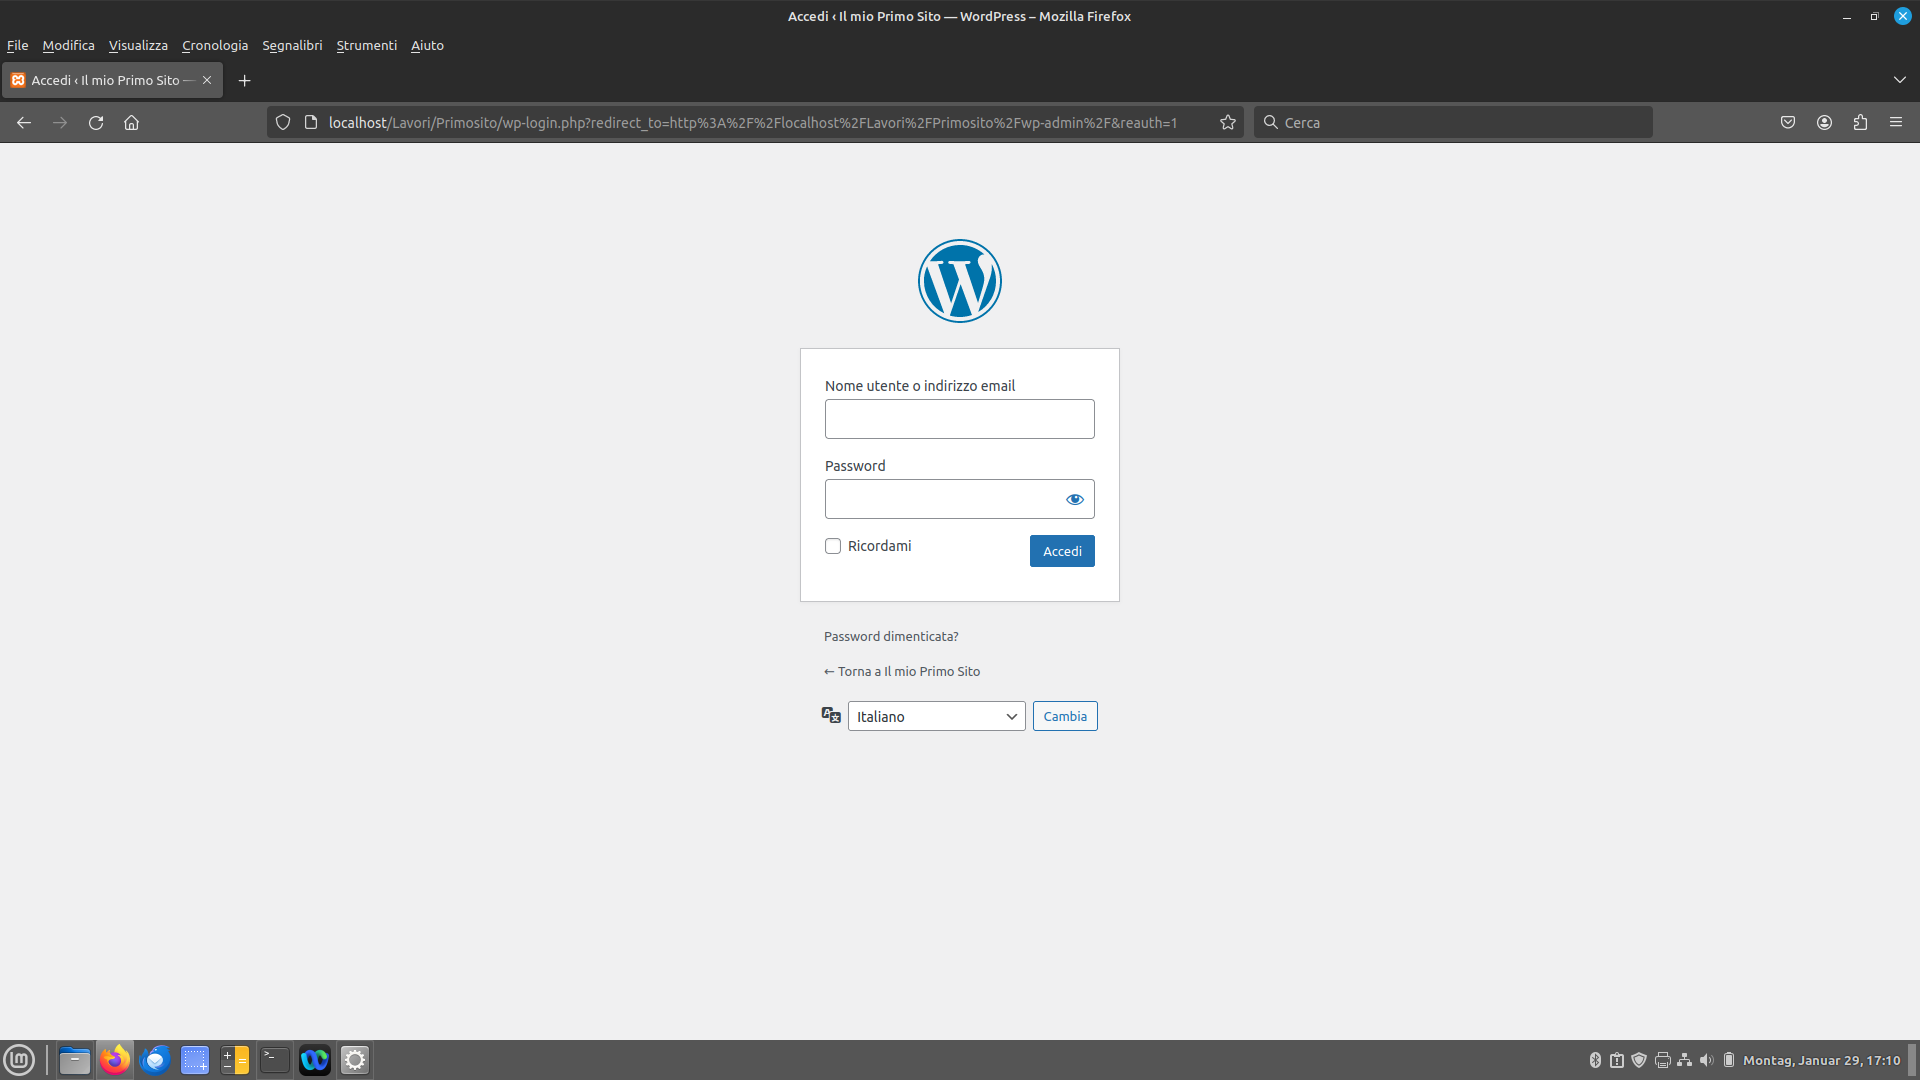 Accedi ‹ Il mio Primo Sito — WordPress – Mozilla Firefox
File Modifica Visualizza Cronologia Segnalibri Strumenti Aiuto
Accedi ‹ Il mio Primo Sito —
localhost/Lavori/Primosito/wp-login.php?redirect_to=http%3A%2F%2Flocalhost%2FLavori%2FPrimosito%2Fwp-admin%2F&reauth=1
Cerca
Nome utente o indirizzo email
Password
Ricordami
Accedi
Password dimenticata?
← Torna a Il mio Primo Sito
Italiano
Cambia
Montag, Januar 29, 17:10